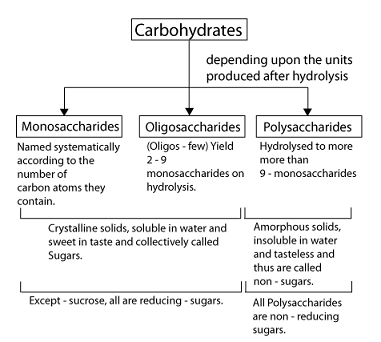 Carbohydrates
depending upon the units
produced after hydrolysis
Monosaccharides
Named systematically
according to the
number of
carbon atoms they
contain.
Oligosaccharides
(Oligos - few) Yield
2 - 9
monosaccharides on
hydrolysis.
Polysaccharides
Hydrolysed to more
more than
9 - monosaccharides
Crystalline solids, soluble in water and
sweet in taste and collectively called
Sugars.
Amorphous solids,
insoluble in water
and tasteless and
thus are called
non - sugars.
Except - sucrose, all are reducing - sugars.
All Polysaccharides
are non - reducing
sugars.